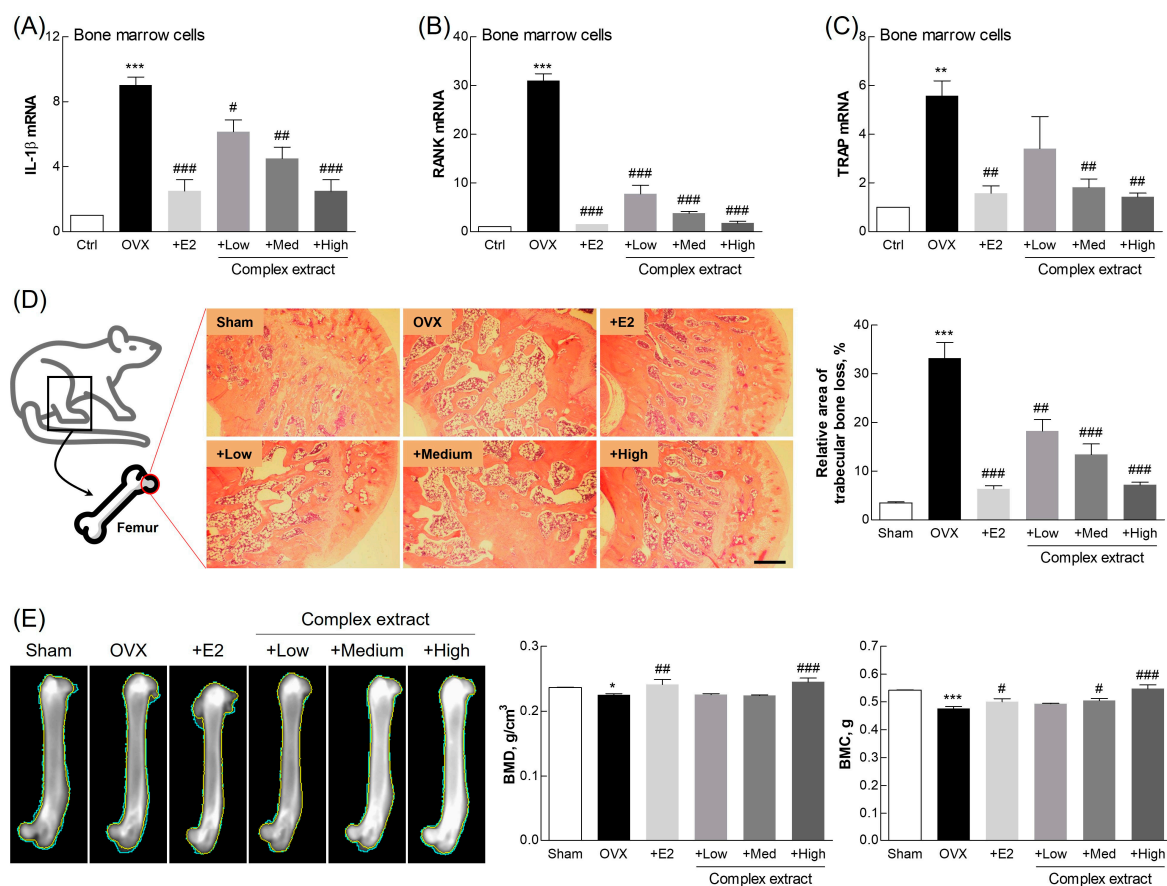 (A)
Bone marrow cells
IL-1β mRNA
12
8
4
0
***
###
#
##
###
Ctrl OVX +E2 +Low +Med +High
Complex extract
(B)
Bone marrow cells
RANK mRNA
40
30
20
10
0
***
###
###
###
###
Ctrl OVX +E2 +Low +Med +High
Complex extract
(C)
Bone marrow cells
TRAP mRNA
8
6
4
2
0
**
##
##
##
Ctrl OVX +E2 +Low +Med +High
Complex extract
(D)
Femur
Sham OVX +E2
+Low +Medium +High
Relative area of
trabecular bone loss, %
40
30
20
10
0
***
###
##
###
###
Sham OVX +E2 +Low +Med +High
Complex extract
(E)
Complex extract
Sham OVX +E2 +Low +Medium +High
BMD, g/cm³
0.3
0.2
0.1
0.0
*
##
###
Sham OVX +E2 +Low +Med +High
Complex extract
BMC, g
0.7
0.6
0.5
0.4
0.3
0.2
0.1
0.0
***
#
#
###
Sham OVX +E2 +Low +Med +High
Complex extract